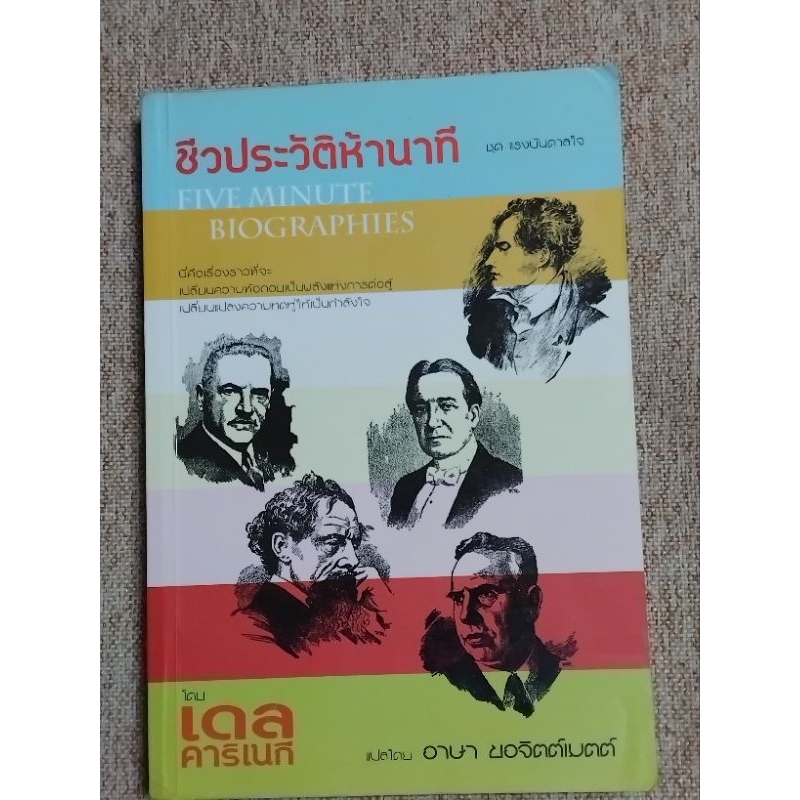 ชีวประวัติห้านาที ชุด แรงบันดาลใจ
FIVE MINUTE
BIOGRAPHIES
นี่คือเรื่องราวที่จะ
เปลี่ยนความท้อถอยเป็นพลังแห่งการต่อสู้
เปลี่ยนแปลงความหดหู่ให้เป็นกำลังใจ
โดย
เดล
คาร์เนกี
แปลโดย อาษา ขอจิตต์เมตต์